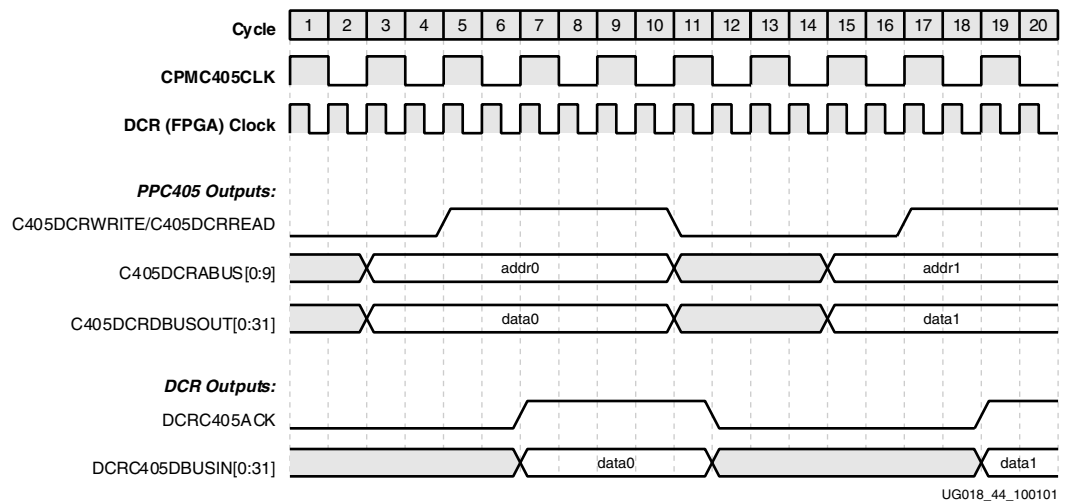 Cycle 1 2 3 4 5 6 7 8 9 10 11 12 13 14 15 16 17 18 19 20
CPMC405CLK
DCR (FPGA) Clock
PPC405 Outputs:
C405DCRWRITE/C405DCRREAD
C405DCRABUS[0:9] addr0 addr1
C405DCRDBUSOUT[0:31] data0 data1
DCR Outputs:
DCRC405ACK
DCRC405DBUSIN[0:31] data0 data1
UG018_44_100101